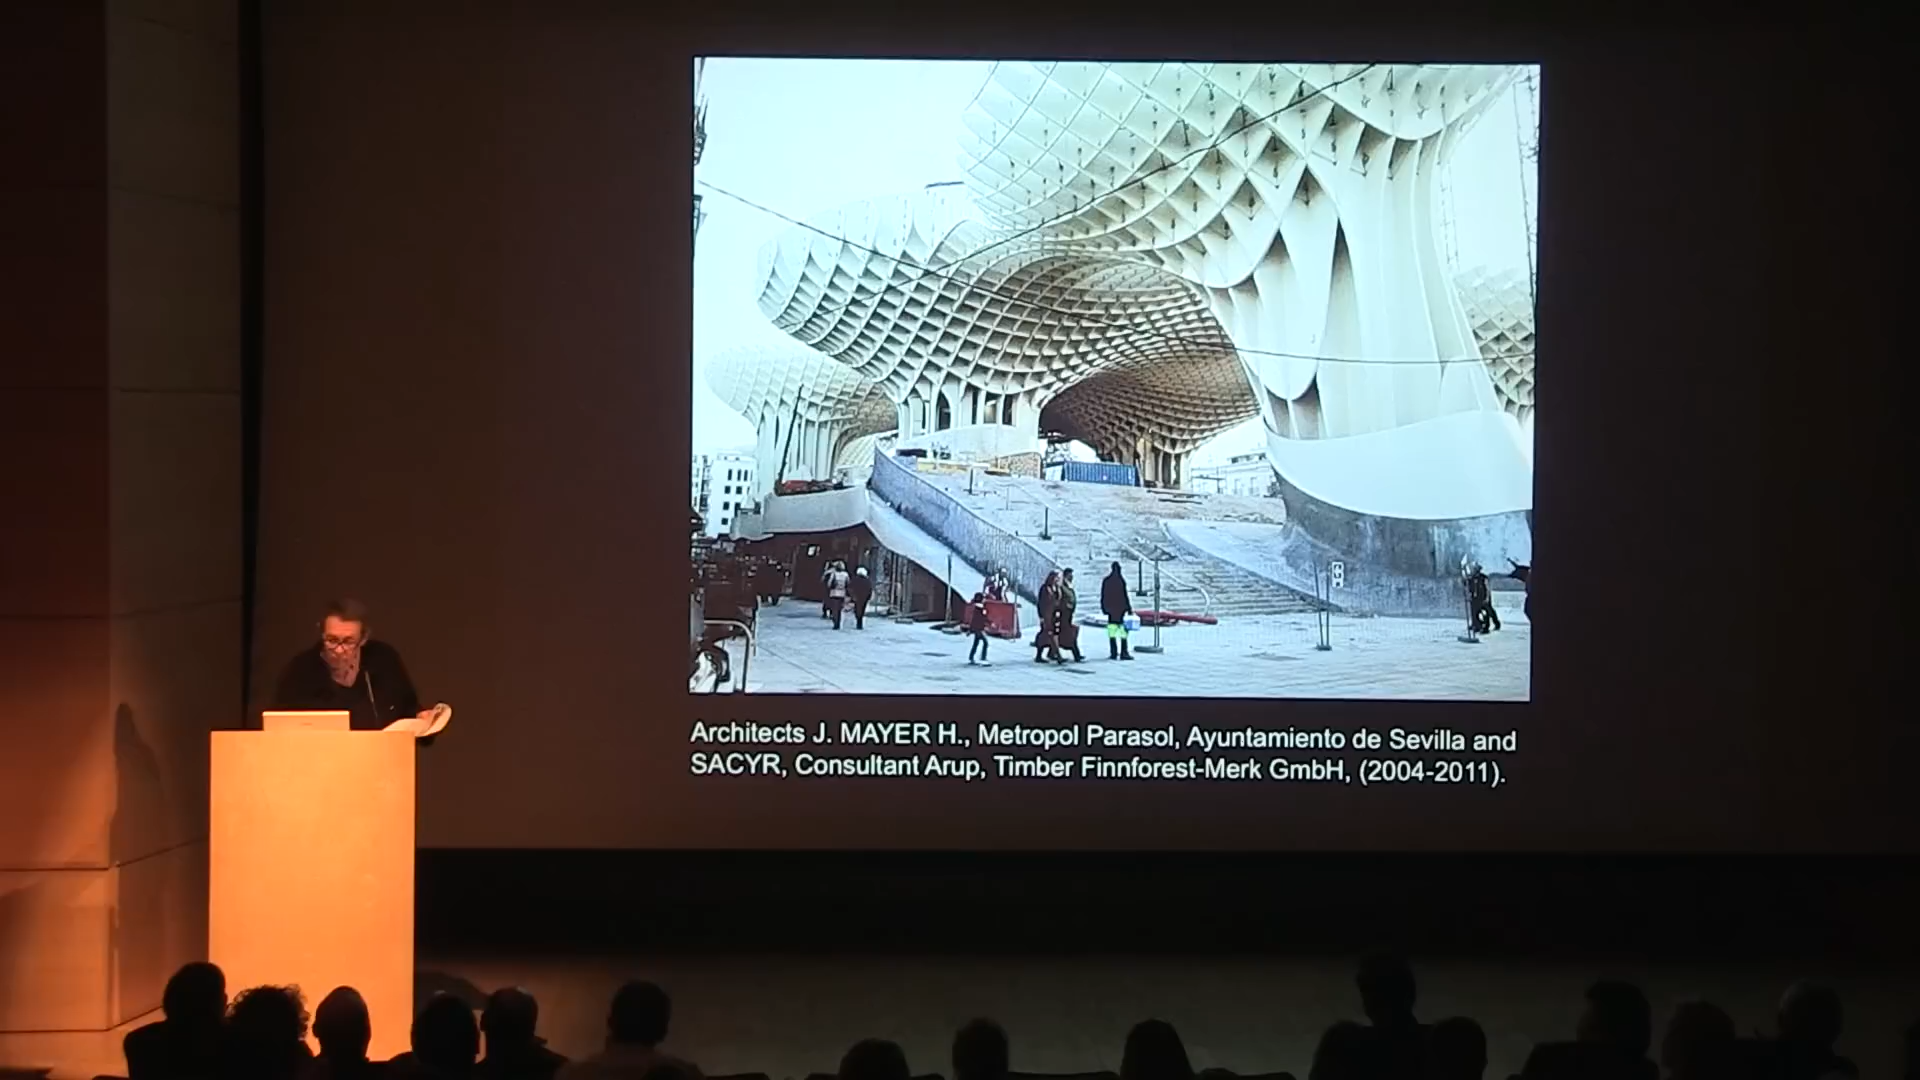 Architects J. MAYER H., Metropol Parasol, Ayuntamiento de Sevilla and
SACYR, Consultant Arup, Timber Finnforest-Merk GmbH, (2004-2011).